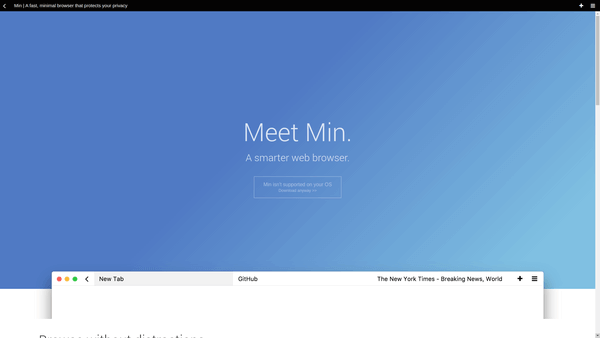 Min | A fast, minimal browser that protects your privacy
Meet Min.
A smarter web browser.
Min isn't supported on your OS
Download anyway >>
New Tab
GitHub
The New York Times - Breaking News, World
Browse without distractions